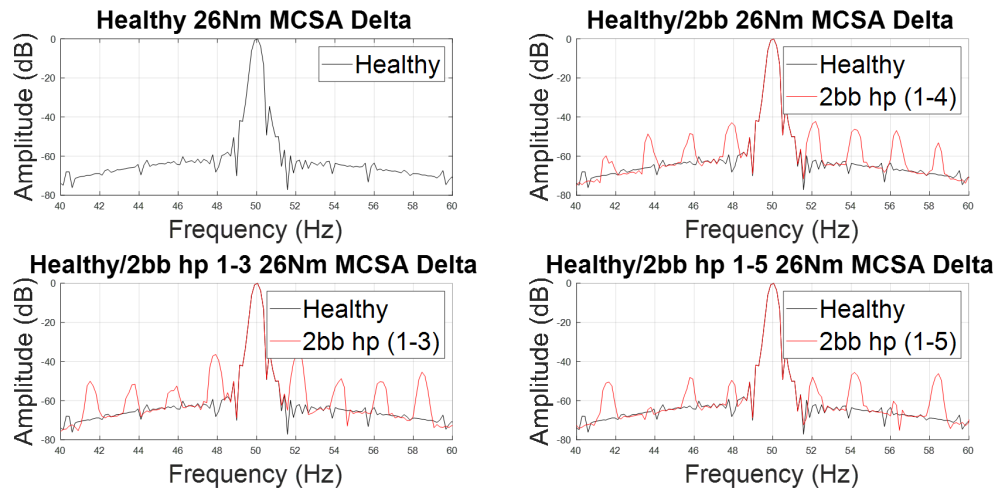 Healthy 26Nm MCSA Delta
Amplitude (dB)
0
-20
-40
-60
-80
40 42 44 46 48 50 52 54 56 58 60
Frequency (Hz)
Healthy
Healthy/2bb 26Nm MCSA Delta
Amplitude (dB)
0
-20
-40
-60
-80
40 42 44 46 48 50 52 54 56 58 60
Frequency (Hz)
Healthy
2bb hp (1-4)
Healthy/2bb hp 1-3 26Nm MCSA Delta
Amplitude (dB)
0
-20
-40
-60
-80
40 42 44 46 48 50 52 54 56 58 60
Frequency (Hz)
Healthy
2bb hp (1-3)
Healthy/2bb hp 1-5 26Nm MCSA Delta
Amplitude (dB)
0
-20
-40
-60
-80
40 42 44 46 48 50 52 54 56 58 60
Frequency (Hz)
Healthy
2bb hp (1-5)